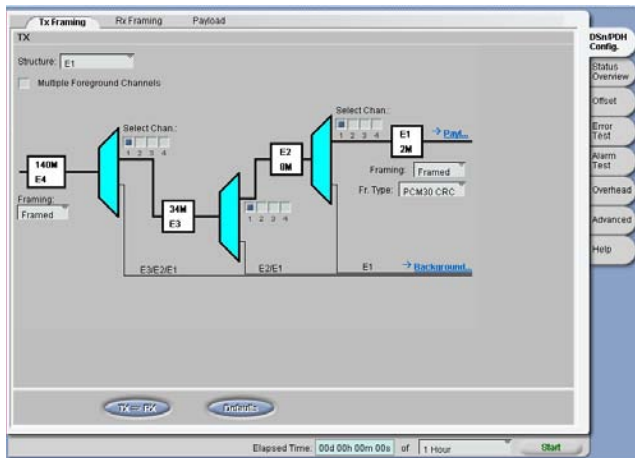 Tx Framing
Rx Framing
Payload
TX
Structure:
E1
Multiple Foreground Channels
Select Chan.:
1 2 3 4
140M
E4
Framing:
Framed
34M
E3
1 2 3 4
E2
8M
Select Chan.:
1 2 3 4
E1
2M
Payl...
Framing:
Framed
Fr. Type:
PCM30 CRC
E3/E2/E1
E2/E1
E1
Background...
TX => RX
Defaults
Elapsed Time:
00d 00h 00m 00s
of
1 Hour
Start
DSn/PDH
Config.
Status
Overview
Offset
Error
Test
Alarm
Test
Overhead
Advanced
Help